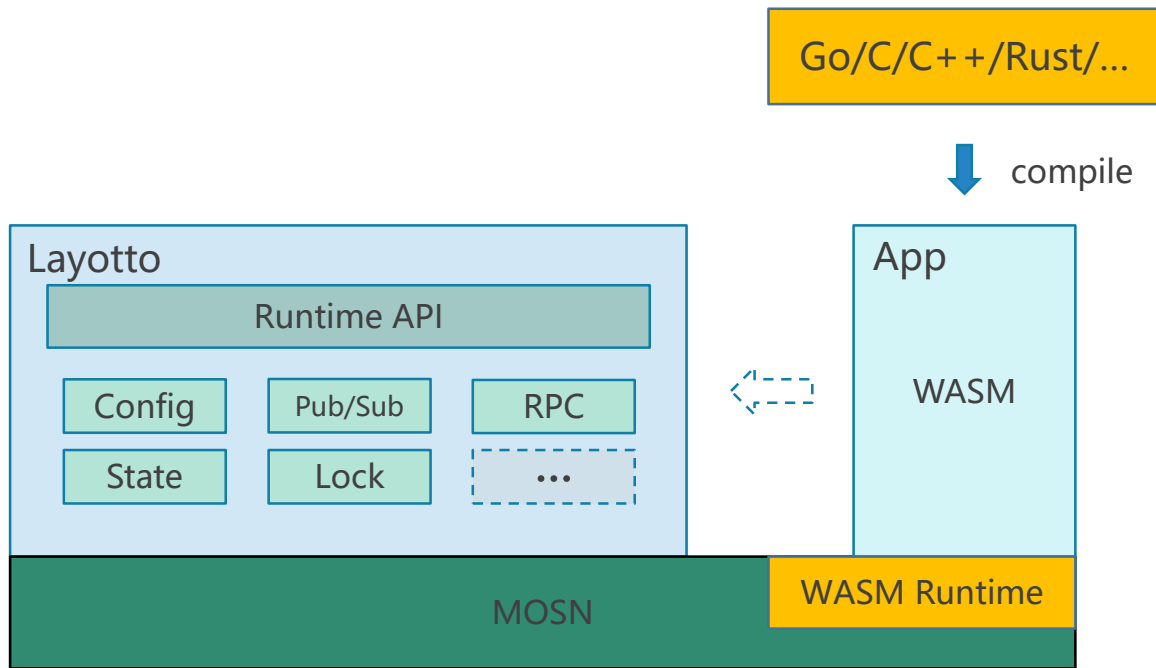 Go/C/C++/Rust/...
compile
Layotto
Runtime API
Config
Pub/Sub
RPC
State
Lock
...
App
WASM
WASM Runtime
MOSN